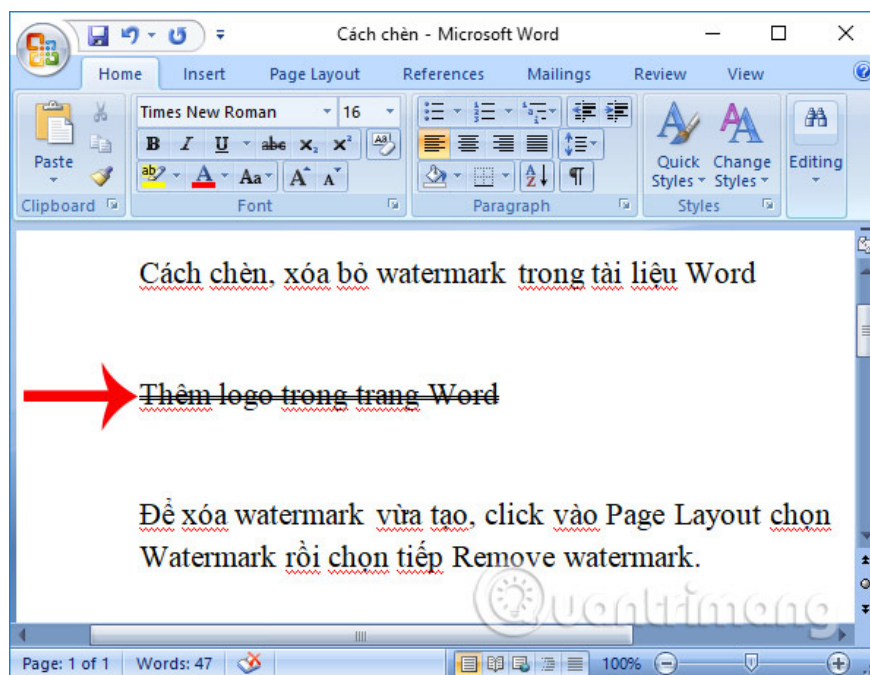 Cách chèn - Microsoft Word
Home Insert Page Layout References Mailings Review View
Times New Roman 16
Paste
Quick Styles Change Styles Editing
Clipboard Font Paragraph Styles
Cách chèn, xóa bỏ watermark trong tài liệu Word
Thêm logo trong trang Word
Để xóa watermark vừa tạo, click vào Page Layout chọn
Watermark rồi chọn tiếp Remove watermark.
Quantrimang
Page: 1 of 1 Words: 47 100%